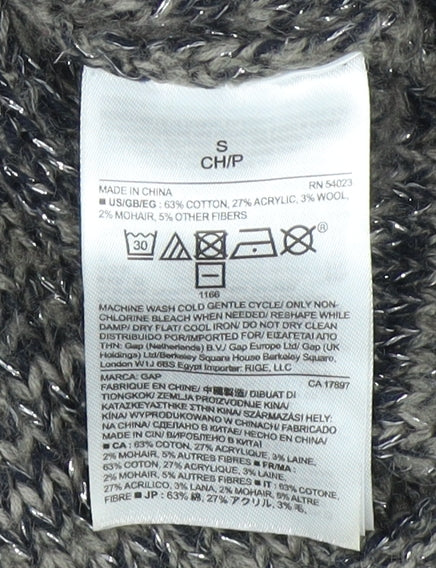 S
CH/P
MADE IN CHINA RN 54023
■ US/GB/EG : 63% COTTON, 27% ACRYLIC, 3% WOOL,
2% MOHAIR, 5% OTHER FIBERS
30 ®
1166
MACHINE WASH COLD GENTLE CYCLE/ ONLY NON-
CHLORINE BLEACH WHEN NEEDED/ RESHAPE WHILE
DAMP/ DRY FLAT/ COOL IRON/ DO NOT DRY CLEAN
DISTRIBUTED FOR/IMPORTED FOR/ ΕΙΣΑΓΕΤΑΙ ΑΠΟ
ΤΗΝ: Gap (Netherlands) B.V./ Gap Europe Ltd/ Gap (UK
Holdings) Ltd/Berkeley Square House Berkeley Square,
London W1J 6BS Egypt Importer: RIGE, LLC
MARCA: GAP CA 17897
FABRIQUE EN CHINE/ 中國製造/ DIBUAT DI
TIONGKOK/ ZEMLJA PROIZVODNJE KINA/
ΚΑΤΑΣΚΕΥΑΣΤΗΚΕ ΣΤΗΝ ΚΙΝΑ/ SZÁRMAZÁSI HELY:
KÍNA/ WYPRODUKOWANO W CHINACH/ FABRICADO
NA CHINA/ СДЕЛАНО В КИТАЕ/ HECHO EN CHINA/
MADE IN CIN/ ВИРОБЛЕНО В КИТАЇ
■ CA : 63% COTON, 27% ACRYLIQUE, 3% LAINE,
2% MOHAIR, 5% AUTRES FIBRES ■ FR/MA :
63% COTON, 27% ACRYLIQUE, 3% LAINE,
2% MOHAIR, 5% AUTRES FIBRES ■ IT : 63% COTONE,
27% ACRILICO, 3% LANA, 2% MOHAIR, 5% ALTRE
FIBRE ■ JP : 63% 綿, 27% アクリル, 3% 毛,